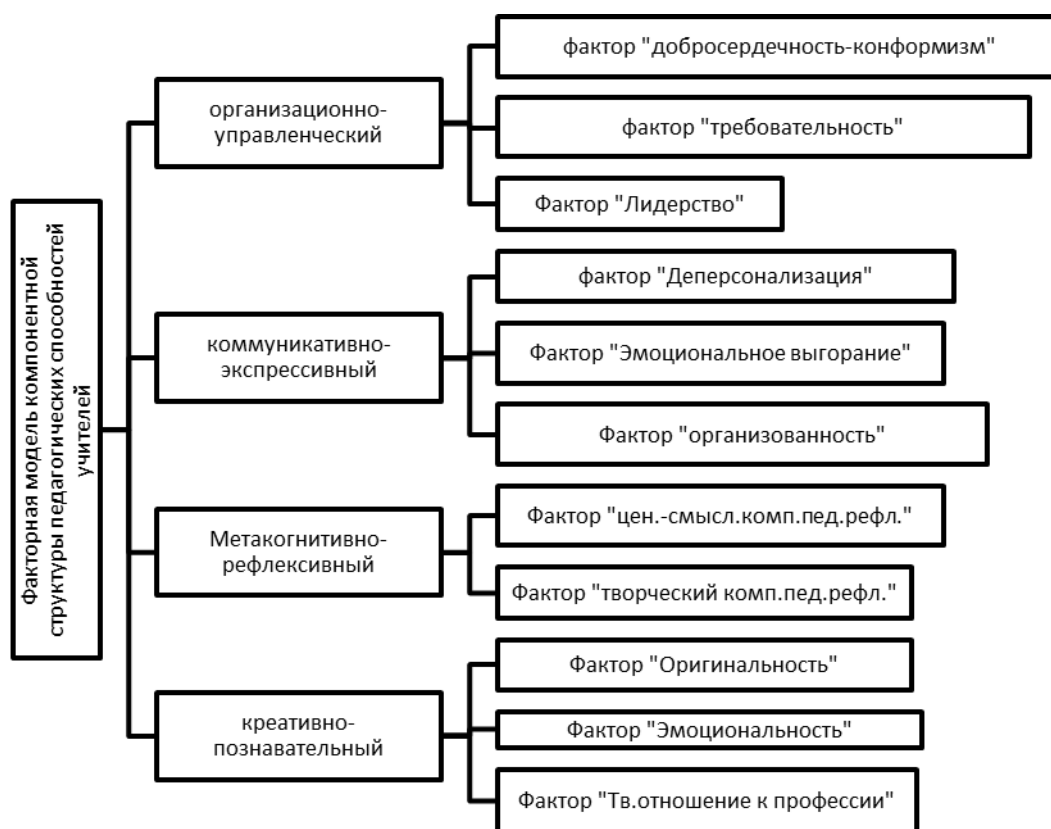 Факторная модель компонентной
структуры педагогических способностей
учителей
организационно-
управленческий
фактор "добросердечность-конформизм"
фактор "требовательность"
Фактор "Лидерство"
коммуникативно-
экспрессивный
фактор "Деперсонализация"
Фактор "Эмоциональное выгорание"
Фактор "организованность"
Метакогнитивно-
рефлексивный
Фактор "цен.-смысл.комп.пед.рефл."
Фактор "творческий комп.пед.рефл."
креативно-
познавательный
Фактор "Оригинальность"
Фактор "Эмоциональность"
Фактор "Тв.отношение к профессии"